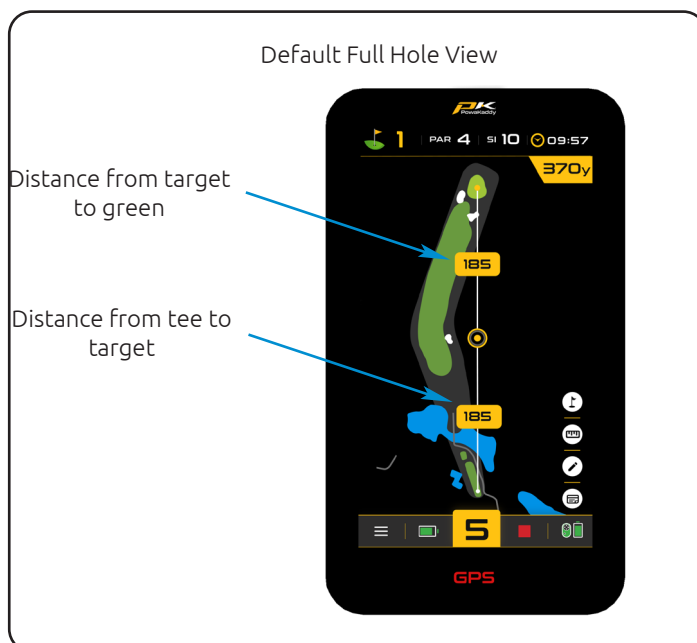 Default Full Hole View
PK
PowaKaddy
1 PAR 4 SI 10 09:57
370y
Distance from target
to green
185
Distance from tee to
target
185
5
GPS